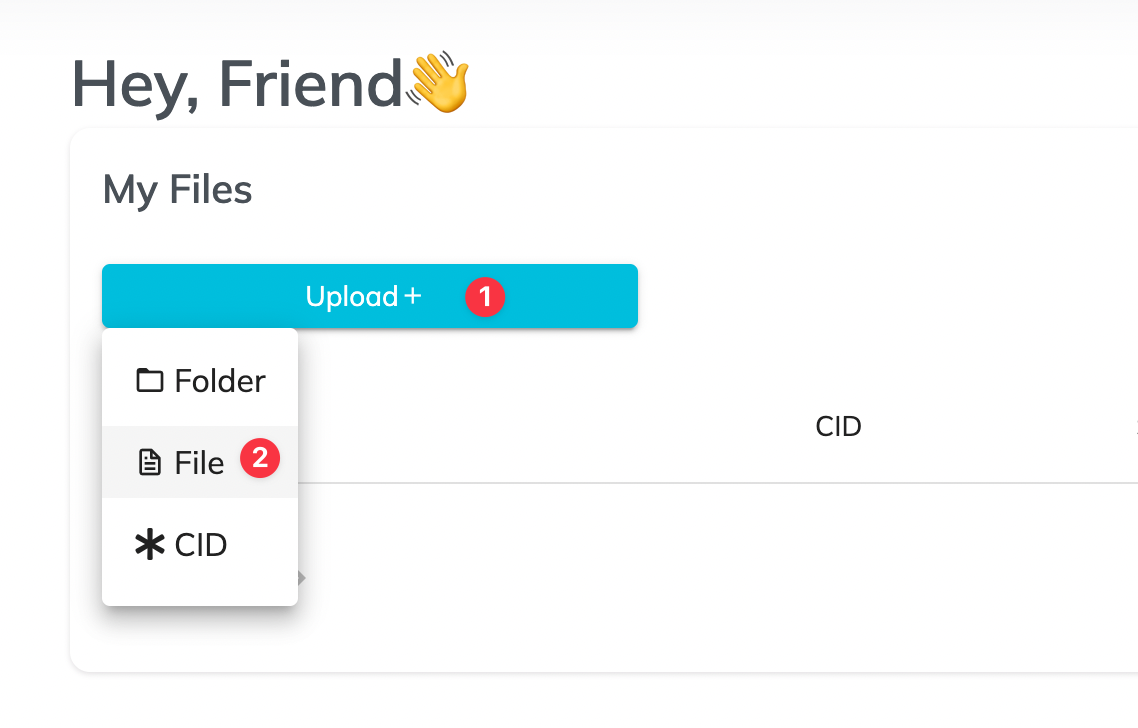 Hey, Friend👋
My Files
Upload+ 1
Folder
CID
File 2
CID